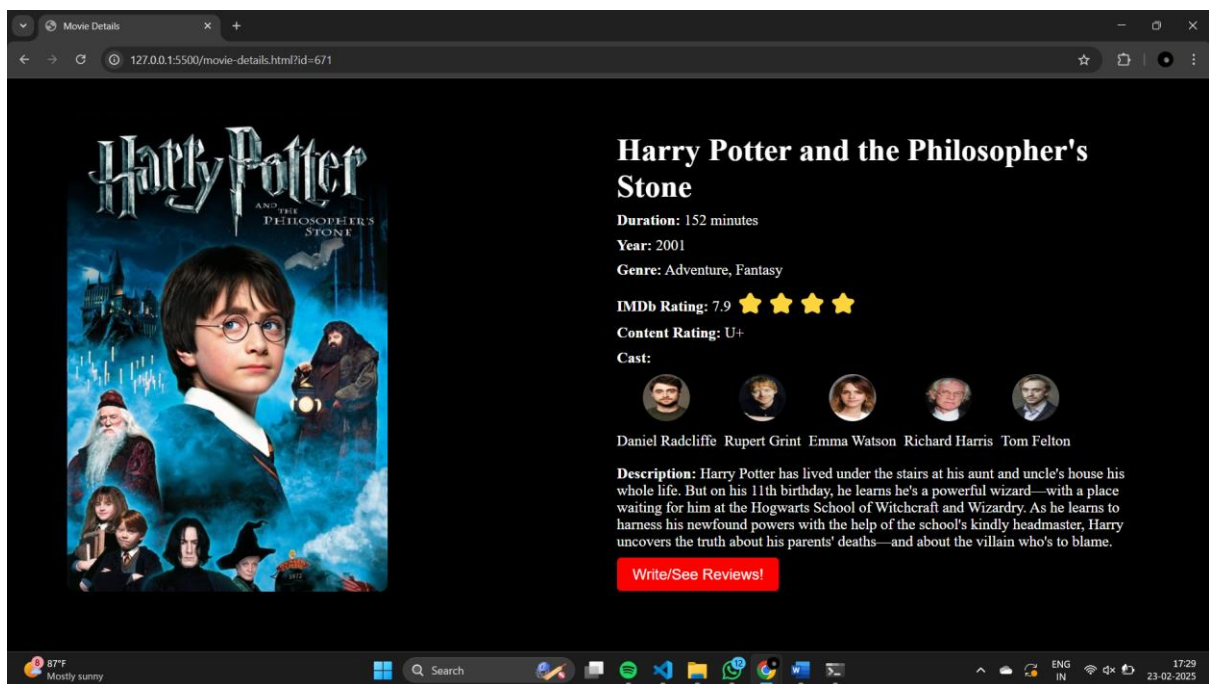 Movie Details
127.0.0.1:5500/movie-details.html?id=671
Harry Potter
AND THE
PHILOSOPHER'S
STONE
Harry Potter and the Philosopher's
Stone
Duration: 152 minutes
Year: 2001
Genre: Adventure, Fantasy
IMDb Rating: 7.9
Content Rating: U+
Cast:
Daniel Radcliffe Rupert Grint Emma Watson Richard Harris Tom Felton
Description: Harry Potter has lived under the stairs at his aunt and uncle's house his
whole life. But on his 11th birthday, he learns he's a powerful wizard—with a place
waiting for him at the Hogwarts School of Witchcraft and Wizardry. As he learns to
harness his newfound powers with the help of the school's kindly headmaster, Harry
uncovers the truth about his parents' deaths—and about the villain who's to blame.
Write/See Reviews!
8
87°F
Mostly sunny
Search
12
ENG
IN
17:29
23-02-2025